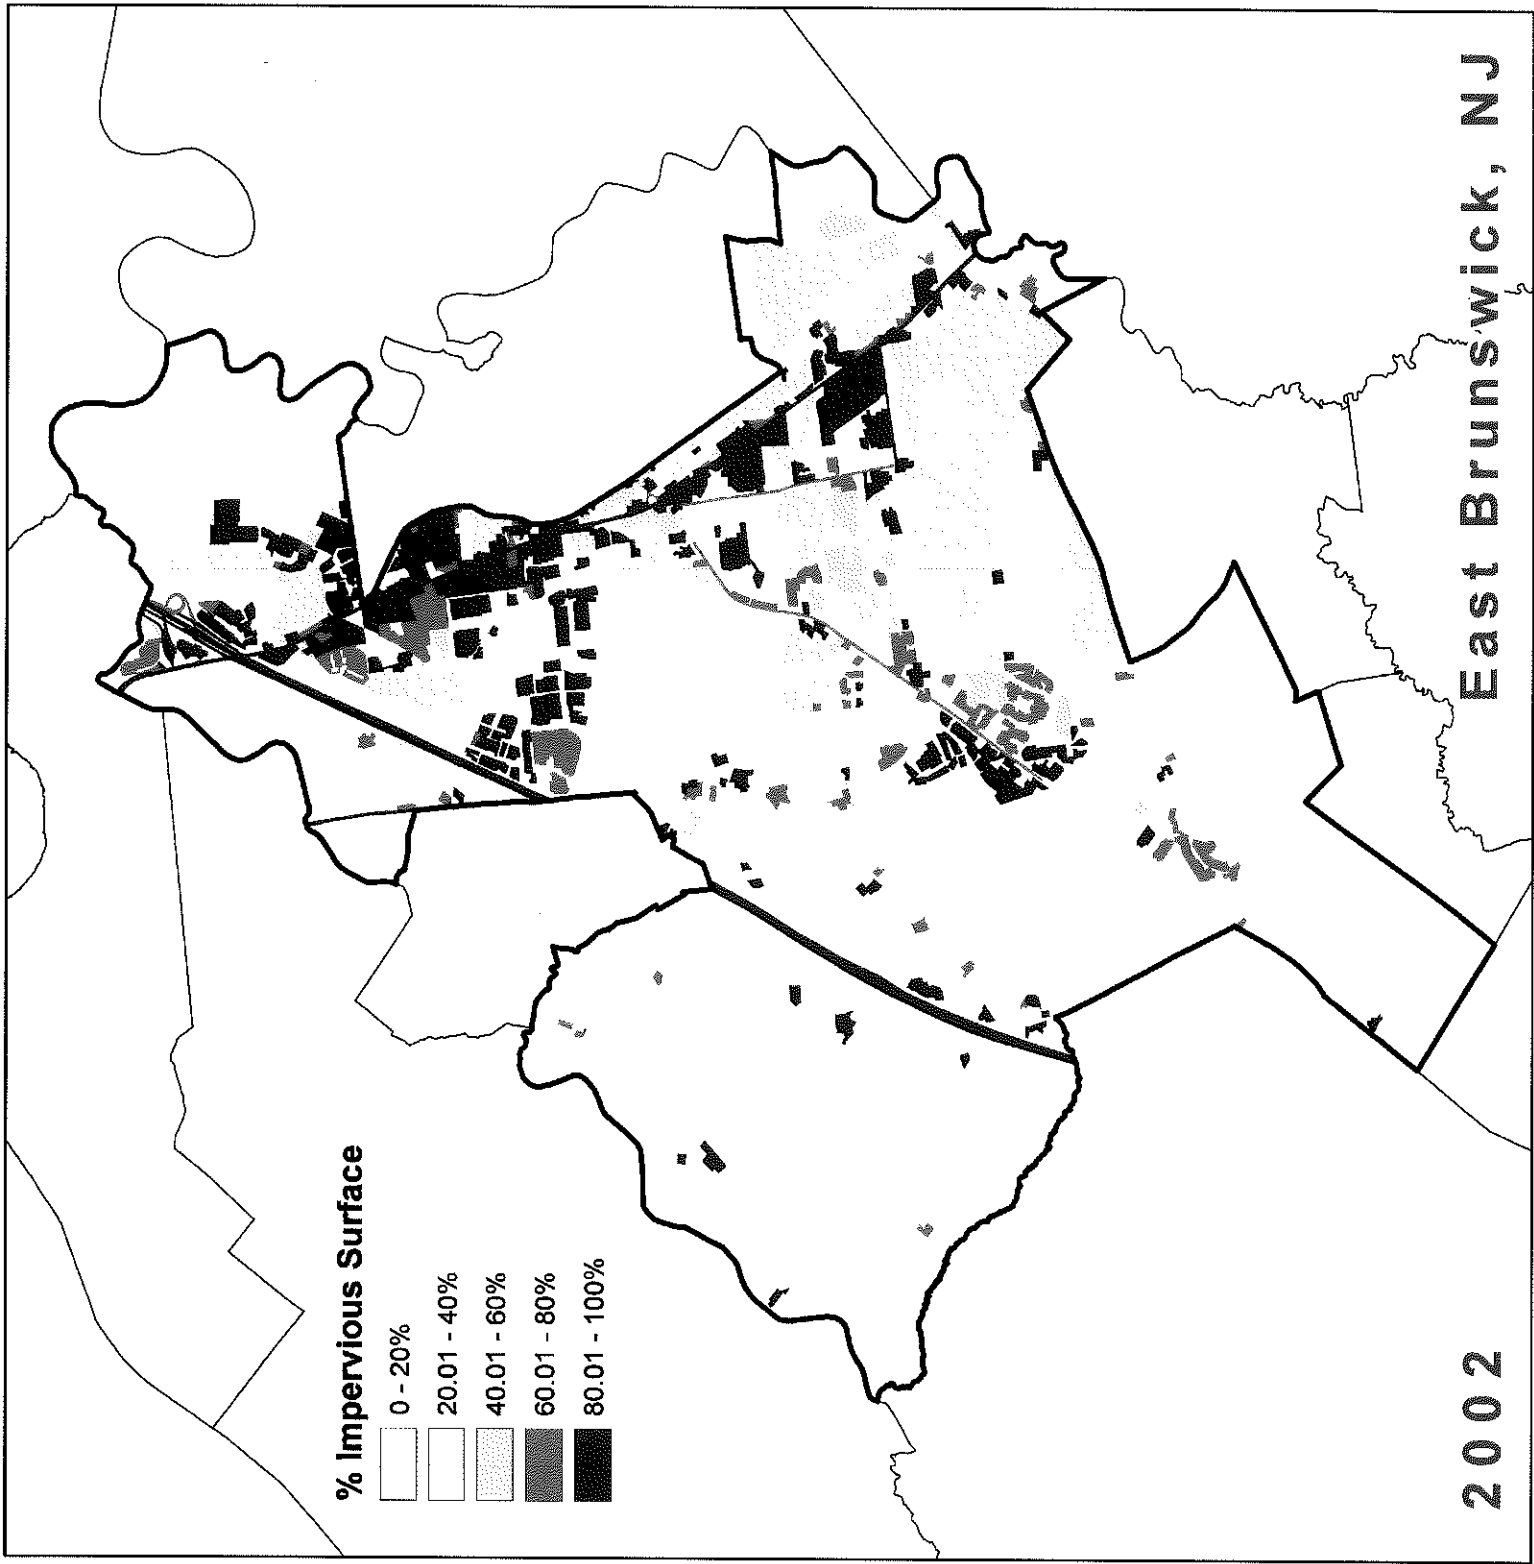 % Impervious Surface
0 - 20%
20.01 - 40%
40.01 - 60%
60.01 - 80%
80.01 - 100%
2002
East Brunswick, NJ